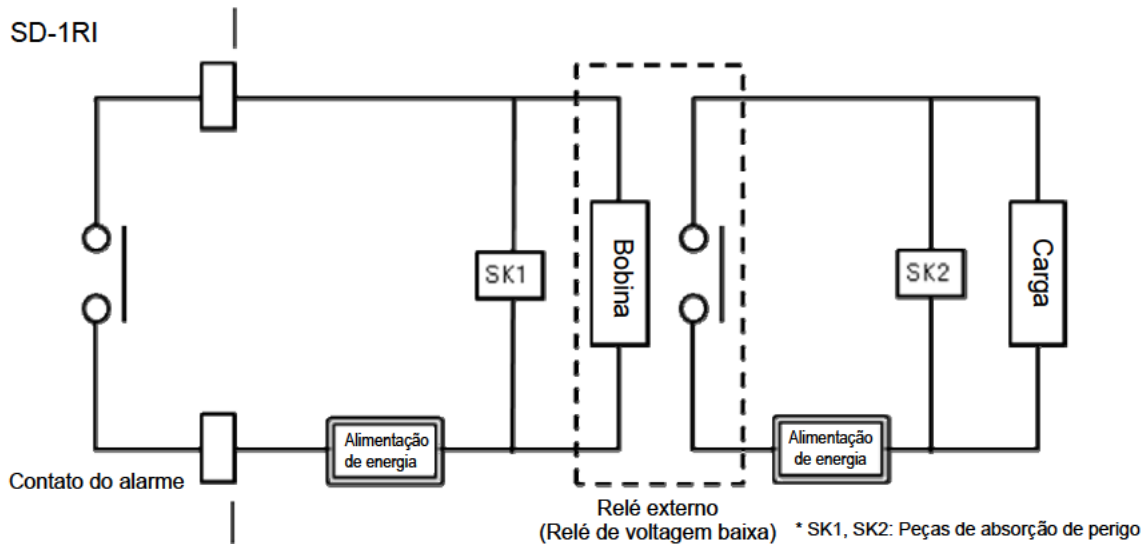 SD-1RI
SK1
Bobina
SK2
Carga
Alimentação
de energia
Alimentação
de energia
Contato do alarme
Relé externo
(Relé de voltagem baixa)
* SK1, SK2: Peças de absorção de perigo